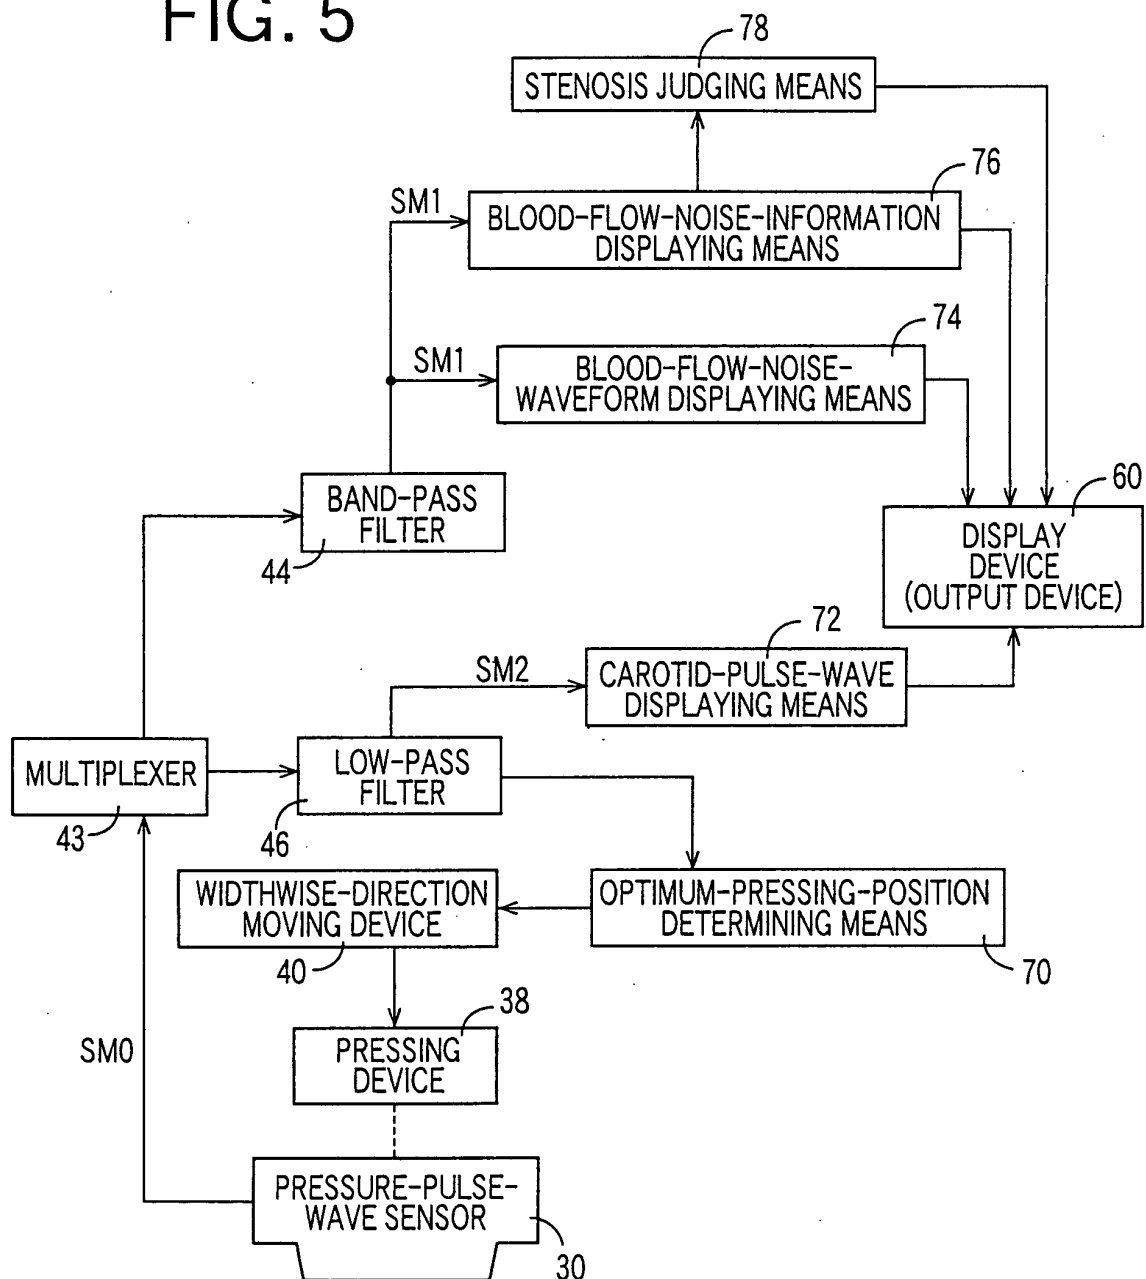 FIG. 5
78
STENOSIS JUDGING MEANS
76
SM1
BLOOD-FLOW-NOISE-INFORMATION
DISPLAYING MEANS
74
SM1
BLOOD-FLOW-NOISE-
WAVEFORM DISPLAYING MEANS
60
BAND-PASS
FILTER
44
DISPLAY
DEVICE
(OUTPUT DEVICE)
72
SM2
CAROTID-PULSE-WAVE
DISPLAYING MEANS
MULTIPLEXER
43
LOW-PASS
FILTER
46
WIDTHWISE-DIRECTION
MOVING DEVICE
40
OPTIMUM-PRESSING-POSITION
DETERMINING MEANS
70
38
PRESSING
DEVICE
SM0
PRESSURE-PULSE-
WAVE SENSOR
30